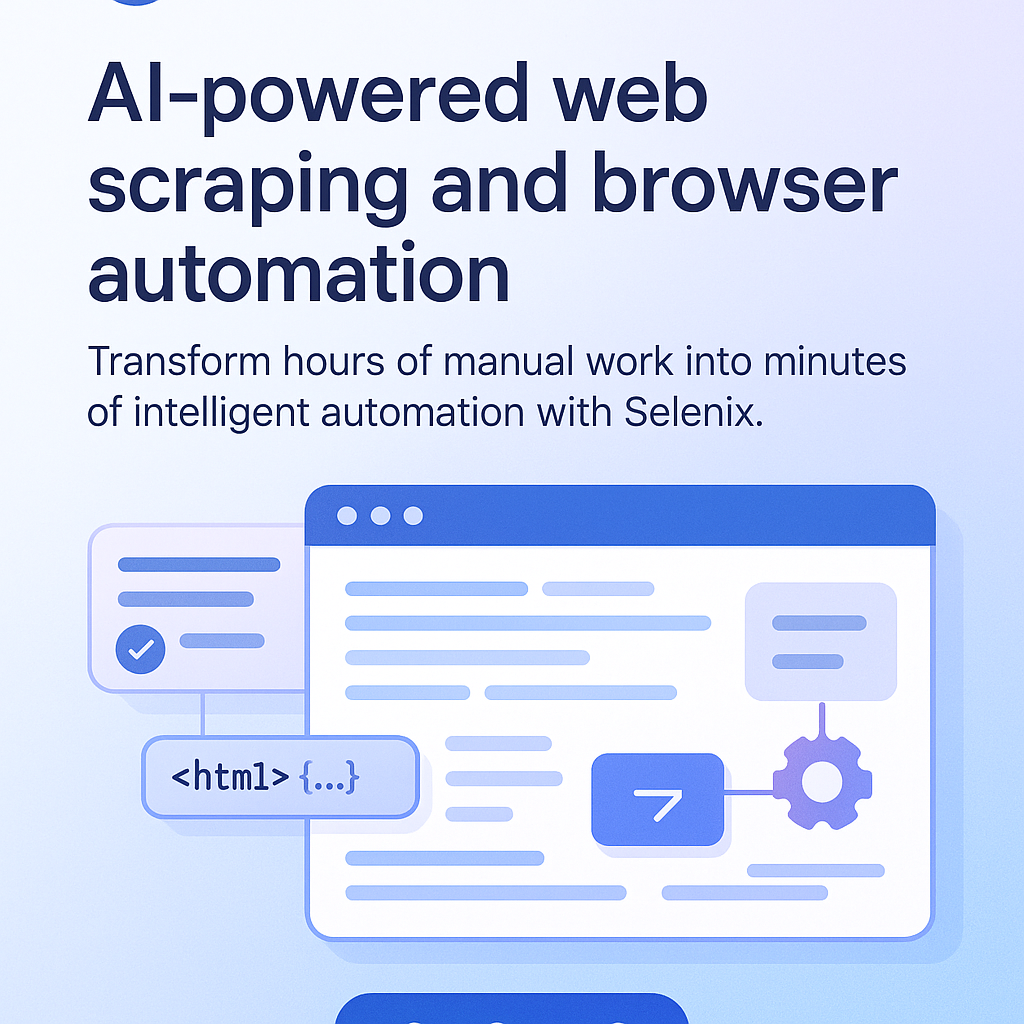 AI-powered web
scraping and browser
automation
Transform hours of manual work into minutes
of intelligent automation with Selenix.
<html> {...}